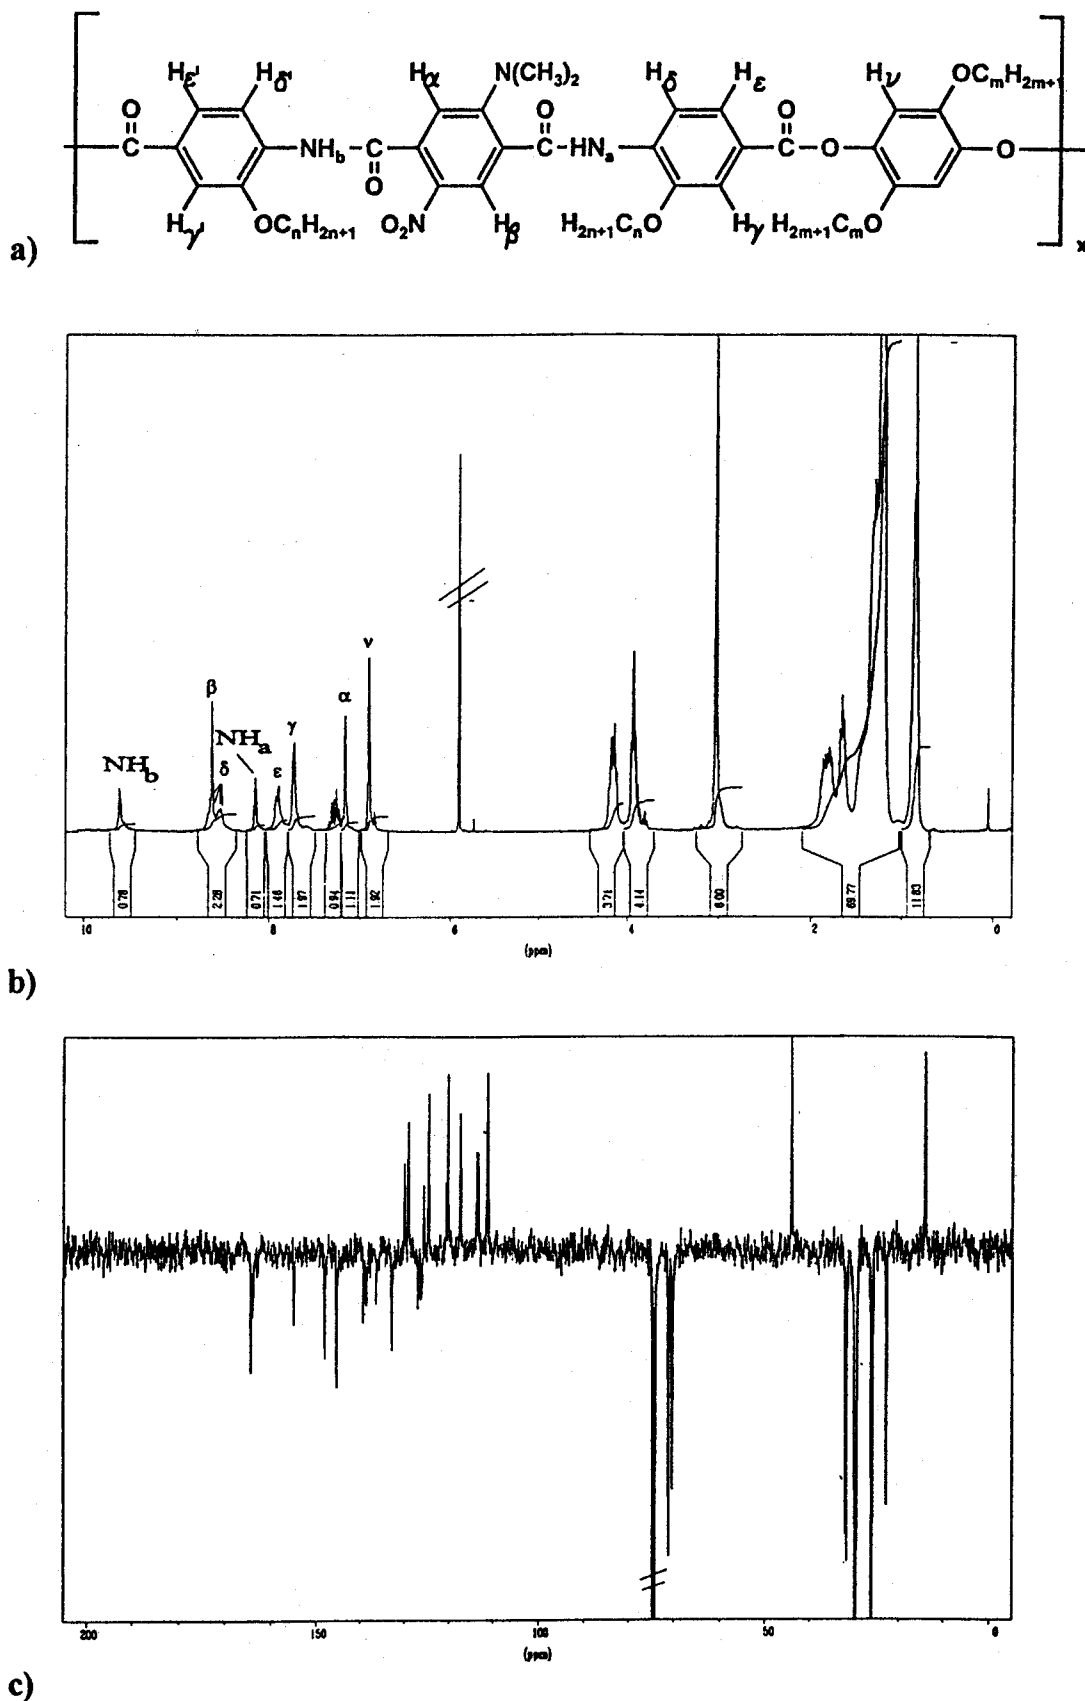 a)
Hε' Hδ' Hα N(CH₃)₂ Hδ Hε Hν OCₘH₂ₘ₊₁
O O O
C NHb C C HNa C O O
O
Hγ' OCₙH₂ₙ₊₁ O₂N Hβ H₂ₙ₊₁CₙO Hγ H₂ₘ₊₁CₘO
x
NHb β δ NHa ε γ α ν
0.78 2.28 0.71 1.46 1.97 0.94 1.11 1.92 3.71 4.14 6.00 69.77 11.83
10 8 6 4 2 0
(ppm)
b)
200 150 100 50 0
(ppm)
c)